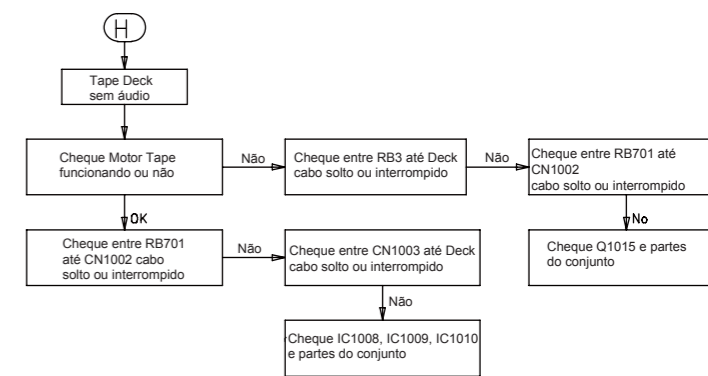 H
Tape Deck
sem áudio
Cheque Motor Tape
funcionando ou não
Não
Cheque entre RB3 até Deck
cabo solto ou interrompido
Não
Cheque entre RB701 até
CN1002
cabo solto ou interrompido
OK
No
Cheque entre RB701
até CN1002 cabo
solto ou interrompido
Não
Cheque entre CN1003 até Deck
cabo solto ou interrompido
Cheque Q1015 e partes
do conjunto
Não
Cheque IC1008, IC1009, IC1010
e partes do conjunto